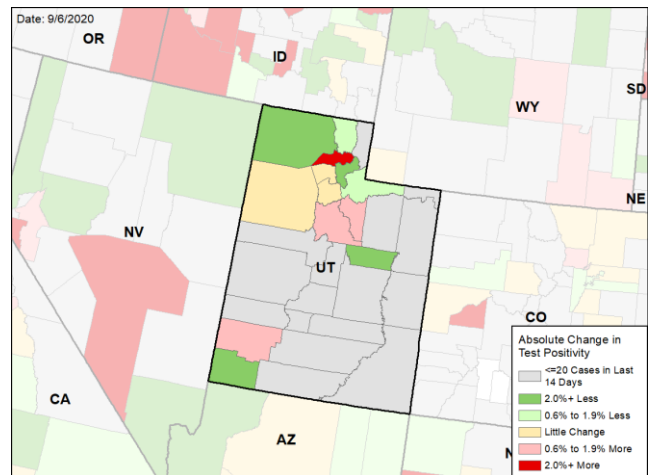 Date: 9/6/2020
OR
ID
WY
SD
NE
NV
UT
CO
CA
AZ
N
Absolute Change in
Test Positivity
<=20 Cases in Last
14 Days
2.0%+ Less
0.6% to 1.9% Less
Little Change
0.6% to 1.9% More
2.0%+ More